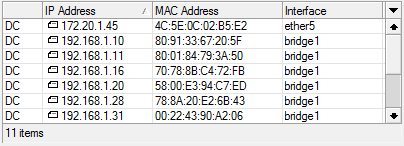 IP Address MAC Address Interface
DC 172.20.1.45 4C:5E:0C:02:B5:E2 ether5
DC 192.168.1.10 80:91:33:67:20:5F bridge1
DC 192.168.1.11 80:01:84:79:3A:50 bridge1
DC 192.168.1.16 70:78:8B:C4:72:FB bridge1
DC 192.168.1.20 58:00:E3:94:C7:ED bridge1
DC 192.168.1.28 78:8A:20:E2:6B:43 bridge1
DC 192.168.1.31 00:22:43:90:A2:06 bridge1
11 items